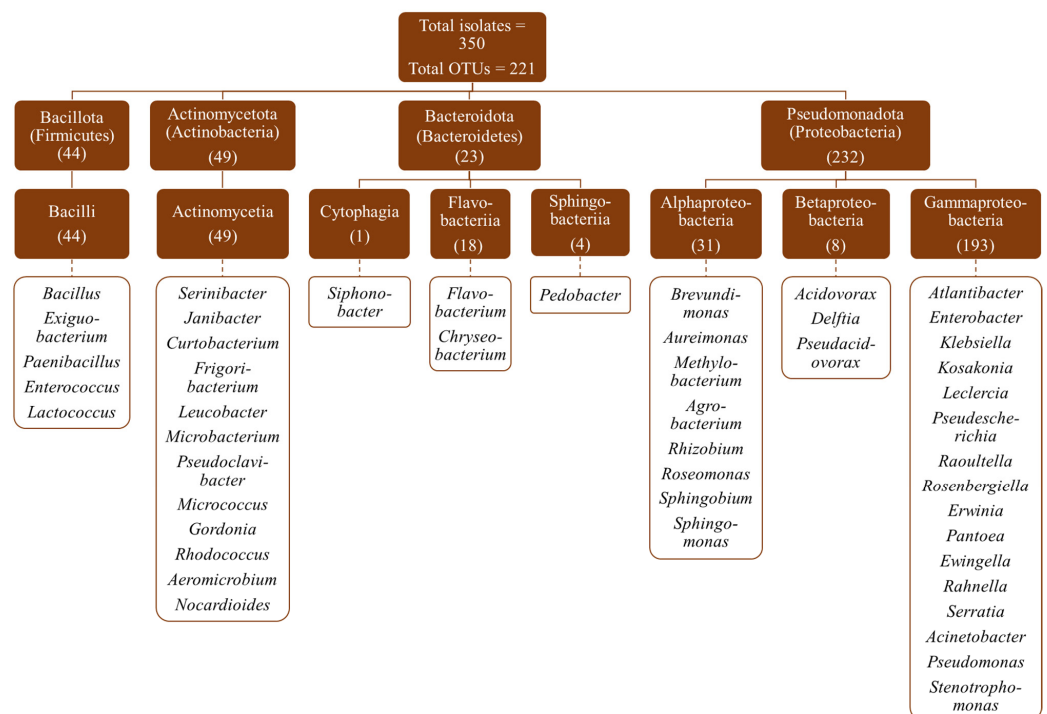 Total isolates =
350
Total OTUs = 221
Bacillota
(Firmicutes)
(44)
Actinomycetota
(Actinobacteria)
(49)
Bacteroidota
(Bacteroidetes)
(23)
Pseudomonadota
(Proteobacteria)
(232)
Bacilli
(44)
Actinomycetia
(49)
Cytophagia
(1)
Flavo-
bacteriia
(18)
Sphingo-
bacteriia
(4)
Alphaproteo-
bacteria
(31)
Betaproteo-
bacteria
(8)
Gammaproteo-
bacteria
(193)
Bacillus
Exiguo-
bacterium
Paenibacillus
Enterococcus
Lactococcus
Serinibacter
Janibacter
Curtobacterium
Frigori-
bacterium
Leucobacter
Microbacterium
Pseudoclavi-
bacter
Micrococcus
Gordonia
Rhodococcus
Aeromicrobium
Nocardioides
Siphono-
bacter
Flavo-
bacterium
Chryseo-
bacterium
Pedobacter
Brevundi-
monas
Aureimonas
Methylo-
bacterium
Agro-
bacterium
Rhizobium
Roseomonas
Sphingobium
Sphingo-
monas
Acidovorax
Delftia
Pseudacid-
ovorax
Atlantibacter
Enterobacter
Klebsiella
Kosakonia
Leclercia
Pseudesche-
richia
Raoultella
Rosenbergiella
Erwinia
Pantoea
Ewingella
Rahnella
Serratia
Acinetobacter
Pseudomonas
Stenotropho-
monas